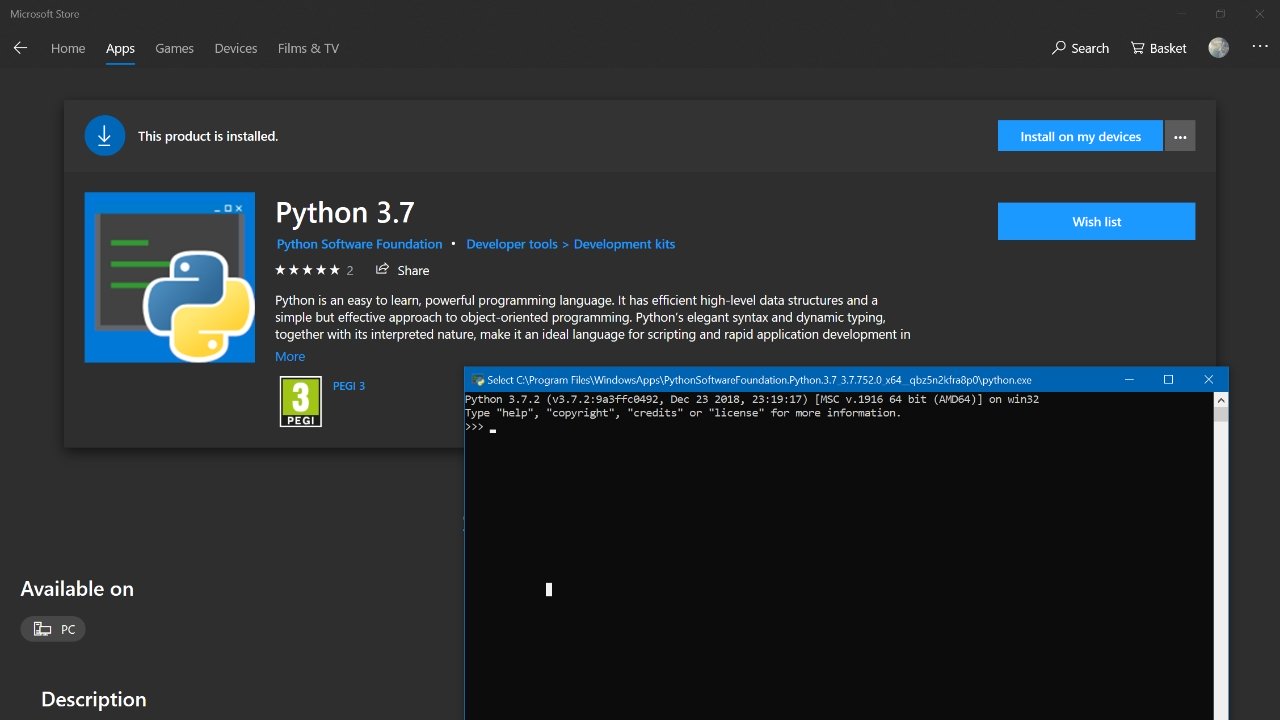 Microsoft Store
Home Apps Games Devices Films & TV Search Basket
This product is installed. Install on my devices
Python 3.7
Wish list
Python Software Foundation • Developer tools > Development kits
★★★★★ 2 Share
Python is an easy to learn, powerful programming language. It has efficient high-level data structures and a
simple but effective approach to object-oriented programming. Python's elegant syntax and dynamic typing,
together with its interpreted nature, make it an ideal language for scripting and rapid application development in
More
3
PEGI
PEGI 3
Select C:\Program Files\WindowsApps\PythonSoftwareFoundation.Python.3.7_3.7.752.0_x64__qbz5n2kfra8p0\python.exe
Python 3.7.2 (v3.7.2:9a3ffc0492, Dec 23 2018, 23:19:17) [MSC v.1916 64 bit (AMD64)] on win32
Type "help", "copyright", "credits" or "license" for more information.
>>> _
Available on
PC
Description